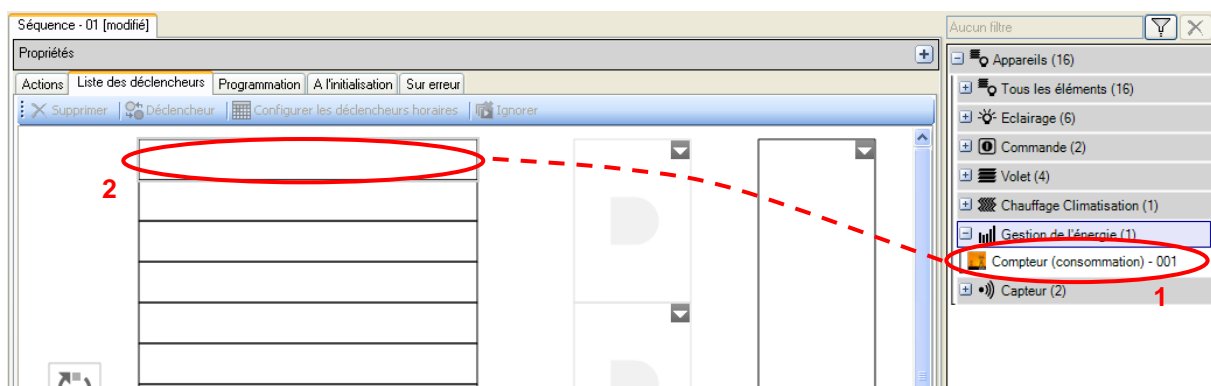 Séquence - 01 [modifié]
Propriétés
Actions Liste des déclencheurs Programmation A l'initialisation Sur erreur
Supprimer Déclencheur Configurer les déclencheurs horaires Ignorer
2
Aucun filtre
Appareils (16)
Tous les éléments (16)
Eclairage (6)
Commande (2)
Volet (4)
Chauffage Climatisation (1)
Gestion de l'énergie (1)
Compteur (consommation) - 001
Capteur (2)
1